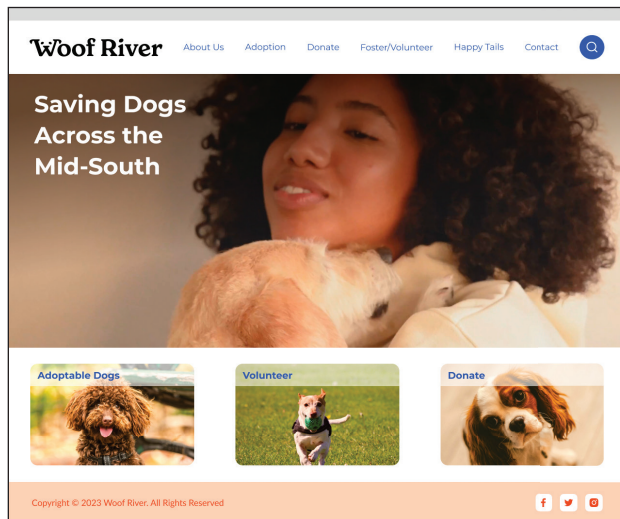 Woof River
About Us Adoption Donate Foster/Volunteer Happy Tails Contact
Saving Dogs
Across the
Mid-South
Adoptable Dogs
Volunteer
Donate
Copyright © 2023 Woof River. All Rights Reserved